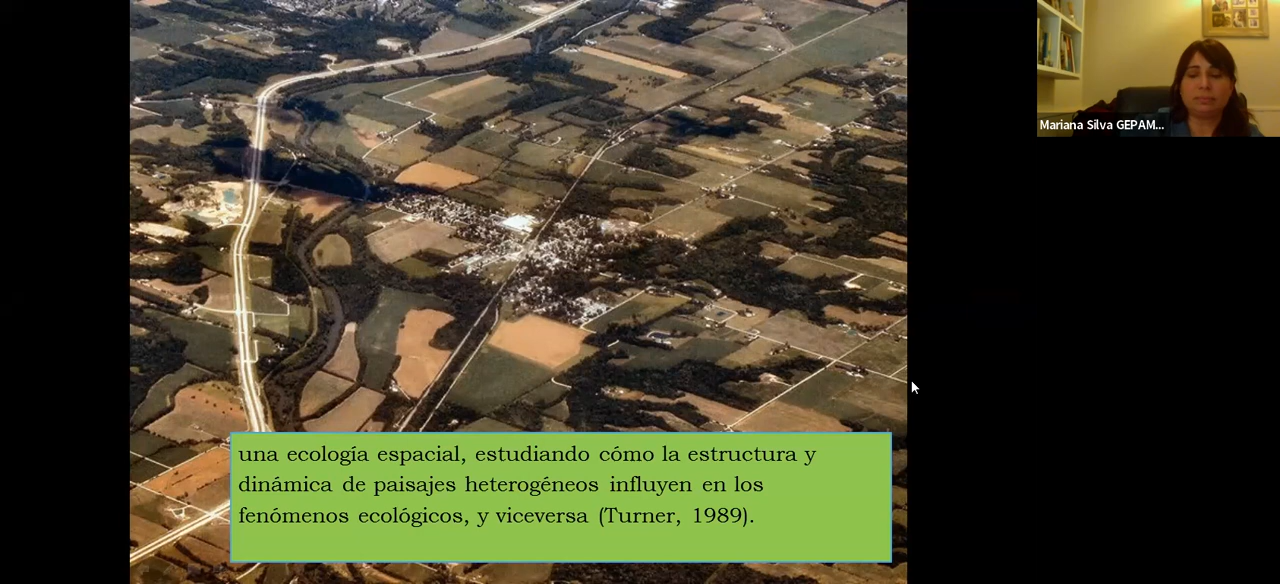 Mariana Silva GEPAM...
una ecología espacial, estudiando cómo la estructura y
dinámica de paisajes heterogéneos influyen en los
fenómenos ecológicos, y viceversa (Turner, 1989).